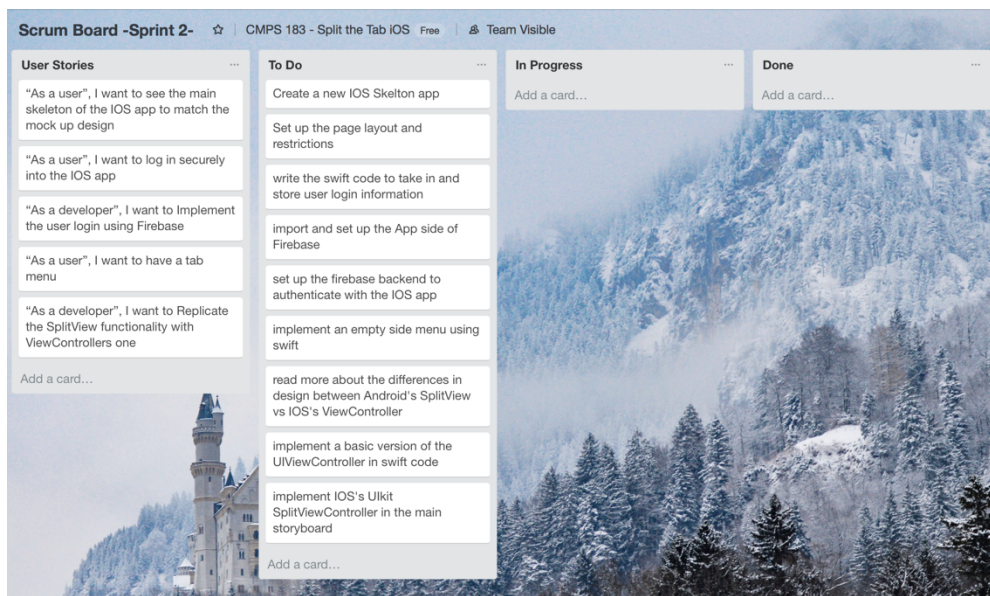 Scrum Board -Sprint 2- CMPS 183 - Split the Tab iOS Free Team Visible
User Stories
“As a user”, I want to see the main
skeleton of the IOS app to match the
mock up design
“As a user”, I want to log in securely
into the IOS app
“As a developer”, I want to Implement
the user login using Firebase
“As a user”, I want to have a tab
menu
“As a developer”, I want to Replicate
the SplitView functionality with
ViewControllers one
Add a card…
To Do
Create a new IOS Skelton app
Set up the page layout and
restrictions
write the swift code to take in and
store user login information
import and set up the App side of
Firebase
set up the firebase backend to
authenticate with the IOS app
implement an empty side menu using
swift
read more about the differences in
design between Android's SplitView
vs IOS's ViewController
implement a basic version of the
UIViewController in swift code
implement IOS's UIkit
SplitViewController in the main
storyboard
Add a card…
In Progress
Add a card…
Done
Add a card…